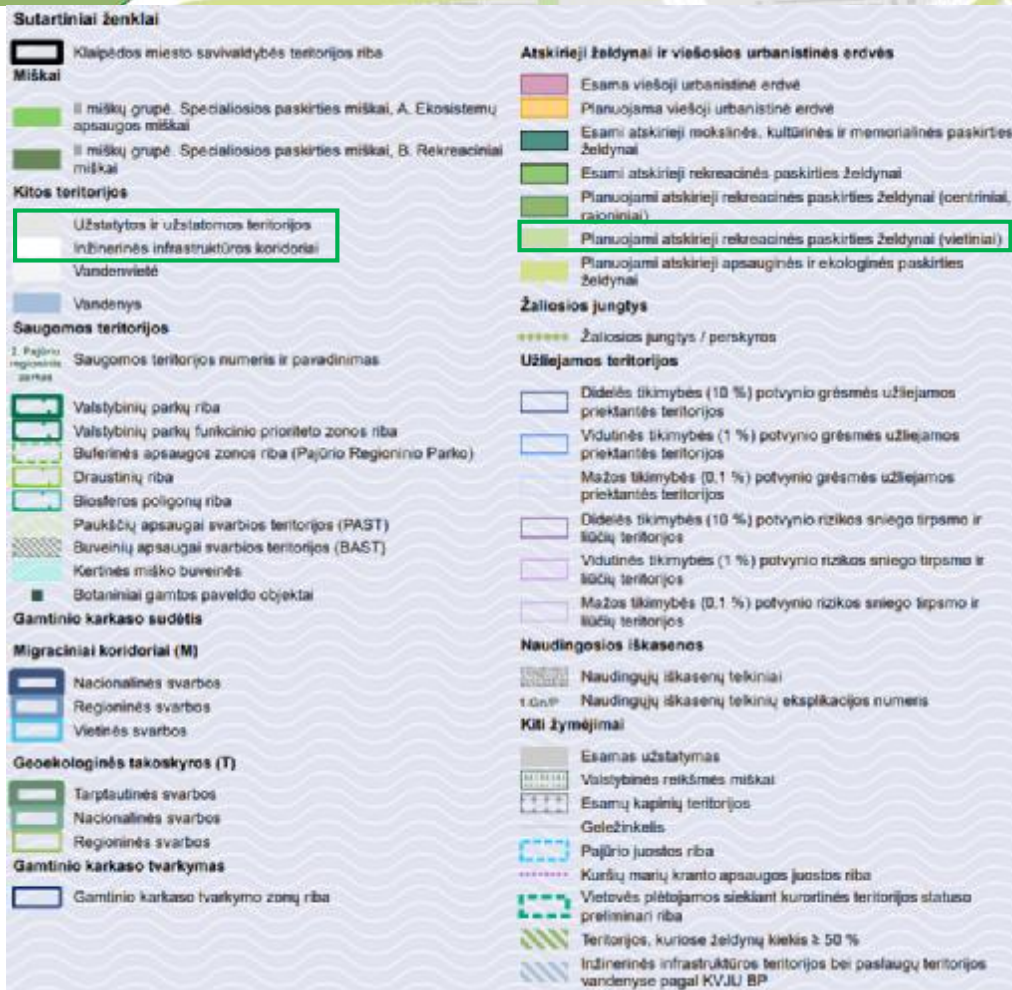 Sutartiniai ženklai
Klaipėdos miesto savivaldybės teritorijos riba
Miškai
II miškų grupė. Specialiosios paskirties miškai, A. Ekosistemų
apsaugos miškai
II miškų grupė. Specialiosios paskirties miškai, B. Rekreaciniai
miškai
Kitos teritorijos
Užstatytos ir užstatomos teritorijos
Inžinerinės infrastruktūros koridoriai
Vandenvietė
Vandenys
Saugomos teritorijos
2. Pajūrio
regioninis
parkas
Saugomos teritorijos numeris ir pavadinimas
Valstybinių parkų riba
Valstybinių parkų funkcinio prioriteto zonos riba
Buferinės apsaugos zonos riba (Pajūrio Regioninio Parko)
Draustinių riba
Biosferos poligonų riba
Paukščių apsaugai svarbios teritorijos (PAST)
Buveinių apsaugai svarbios teritorijos (BAST)
Kertinės miško buveinės
Botaniniai gamtos paveldo objektai
Gamtinio karkaso sudėtis
Migraciniai koridoriai (M)
Nacionalinės svarbos
Regioninės svarbos
Vietinės svarbos
Geoekologinės takoskyros (T)
Tarptautinės svarbos
Nacionalinės svarbos
Regioninės svarbos
Gamtinio karkaso tvarkymas
Gamtinio karkaso tvarkymo zonų riba
Atskirieji želdynai ir viešosios urbanistinės erdvės
Esama viešoji urbanistinė erdvė
Planuojama viešoji urbanistinė erdvė
Esami atskirieji mokslinės, kultūrinės ir memorialinės paskirties
želdynai
Esami atskirieji rekreacinės paskirties želdynai
Planuojami atskirieji rekreacinės paskirties želdynai (centriniai,
rajoniniai)
Planuojami atskirieji rekreacinės paskirties želdynai (vietiniai)
Planuojami atskirieji apsauginės ir ekologinės paskirties
želdynai
Žaliosios jungtys
Žaliosios jungtys / perskyros
Užliejamos teritorijos
Didelės tikimybės (10 %) potvynio grėsmės užliejamos
priektantės teritorijos
Vidutinės tikimybės (1 %) potvynio grėsmės užliejamos
priektantės teritorijos
Mažos tikimybės (0,1 %) potvynio grėsmės užliejamos
priektantės teritorijos
Didelės tikimybės (10 %) potvynio rizikos sniego tirpsmo ir
liūčių teritorijos
Vidutinės tikimybės (1 %) potvynio rizikos sniego tirpsmo ir
liūčių teritorijos
Mažos tikimybės (0,1 %) potvynio rizikos sniego tirpsmo ir
liūčių teritorijos
Naudingosios iškasenos
Naudingųjų iškasenų telkiniai
1.Gn/P Naudingųjų iškasenų telkinių eksplikacijos numeris
Kiti žymėjimai
Esamas užstatymas
Valstybinės reikšmės miškai
Esamų kapinių teritorijos
Geležinkelis
Pajūrio juostos riba
Kuršių marių kranto apsaugos juostos riba
Vietovės plėtojamos siekiant kurortinės teritorijos statuso
preliminari riba
Teritorijos, kuriose želdynų kiekis ≥ 50 %
Inžinerinės infrastruktūros teritorijos bei paslaugų teritorijos
vandenyse pagal KVJU BP